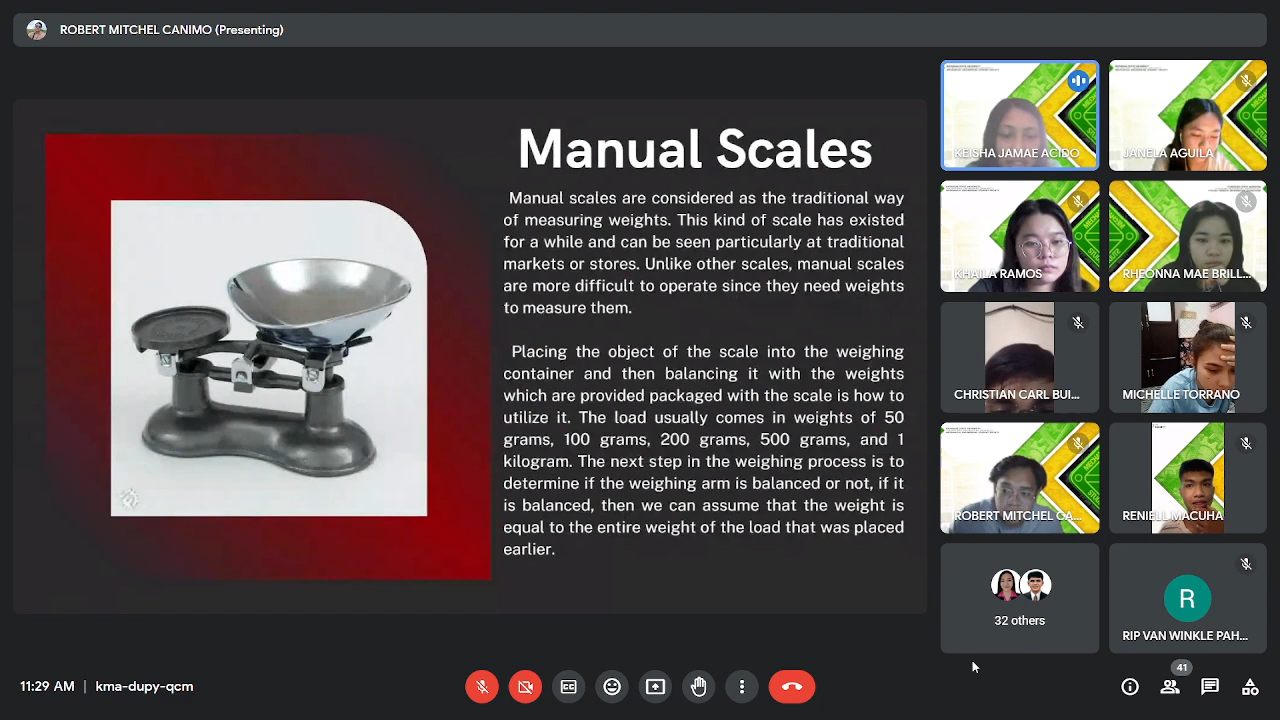 ROBERT MITCHEL CANIMO (Presenting)
Manual Scales
Manual scales are considered as the traditional way
of measuring weights. This kind of scale has existed
for a while and can be seen particularly at traditional
markets or stores. Unlike other scales, manual scales
are more difficult to operate since they need weights
to measure them.
Placing the object of the scale into the weighing
container and then balancing it with the weights
which are provided packaged with the scale is how to
utilize it. The load usually comes in weights of 50
grams, 100 grams, 200 grams, 500 grams, and 1
kilogram. The next step in the weighing process is to
determine if the weighing arm is balanced or not, if it
is balanced, then we can assume that the weight is
equal to the entire weight of the load that was placed
earlier.
KEISHA JAMAE ACIDO
JANELA AGUILA
KHAILA RAMOS
RHEONNA MAE BRILL...
CHRISTIAN CARL BUI...
MICHELLE TORRANO
ROBERT MITCHEL CA...
RENIELL MACUHA
32 others
R
RIP VAN WINKLE PAH...
11:29 AM | kma-dupy-qcm
41